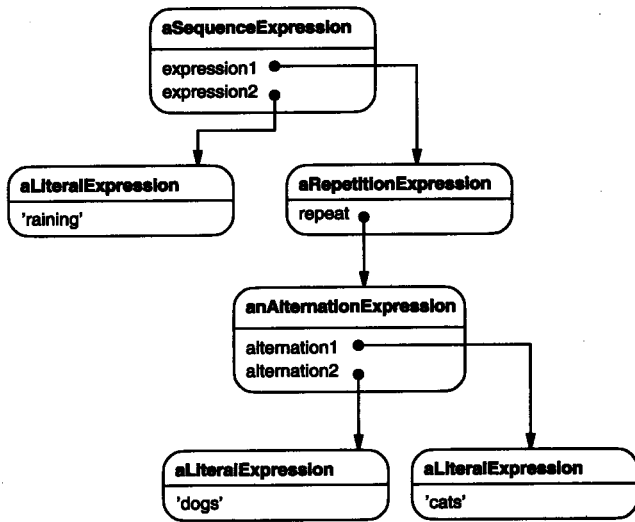 aSequenceExpression
expression1
expression2
aLiteralExpression
'raining'
aRepetitionExpression
repeat
anAlternationExpression
alternation1
alternation2
aLiteralExpression
'dogs'
aLiteralExpression
'cats'